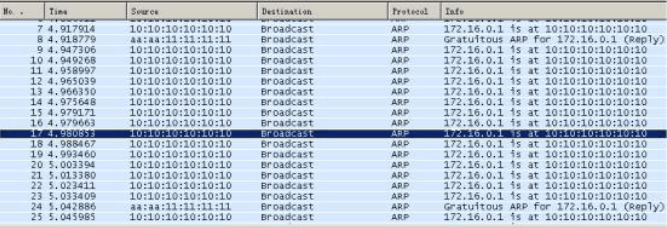 No. . Time Source Destination Protocol Info
7 4.917914 10:10:10:10:10:10 Broadcast ARP 172.16.0.1 is at 10:10:10:10:10:10
8 4.918779 aa:aa:11:11:11:11 Broadcast ARP Gratuitous ARP for 172.16.0.1 (Reply)
9 4.947306 10:10:10:10:10:10 Broadcast ARP 172.16.0.1 is at 10:10:10:10:10:10
10 4.949268 10:10:10:10:10:10 Broadcast ARP 172.16.0.1 is at 10:10:10:10:10:10
11 4.958997 10:10:10:10:10:10 Broadcast ARP 172.16.0.1 is at 10:10:10:10:10:10
12 4.965039 10:10:10:10:10:10 Broadcast ARP 172.16.0.1 is at 10:10:10:10:10:10
13 4.966350 10:10:10:10:10:10 Broadcast ARP 172.16.0.1 is at 10:10:10:10:10:10
14 4.975648 10:10:10:10:10:10 Broadcast ARP 172.16.0.1 is at 10:10:10:10:10:10
15 4.979171 10:10:10:10:10:10 Broadcast ARP 172.16.0.1 is at 10:10:10:10:10:10
16 4.979663 10:10:10:10:10:10 Broadcast ARP 172.16.0.1 is at 10:10:10:10:10:10
17 4.980853 10:10:10:10:10:10 Broadcast ARP 172.16.0.1 is at 10:10:10:10:10:10
18 4.988467 10:10:10:10:10:10 Broadcast ARP 172.16.0.1 is at 10:10:10:10:10:10
19 4.993460 10:10:10:10:10:10 Broadcast ARP 172.16.0.1 is at 10:10:10:10:10:10
20 5.003394 10:10:10:10:10:10 Broadcast ARP 172.16.0.1 is at 10:10:10:10:10:10
21 5.013380 10:10:10:10:10:10 Broadcast ARP 172.16.0.1 is at 10:10:10:10:10:10
22 5.023411 10:10:10:10:10:10 Broadcast ARP 172.16.0.1 is at 10:10:10:10:10:10
23 5.033409 10:10:10:10:10:10 Broadcast ARP 172.16.0.1 is at 10:10:10:10:10:10
24 5.042886 aa:aa:11:11:11:11 Broadcast ARP Gratuitous ARP for 172.16.0.1 (Reply)
25 5.045985 10:10:10:10:10:10 Broadcast ARP 172.16.0.1 is at 10:10:10:10:10:10